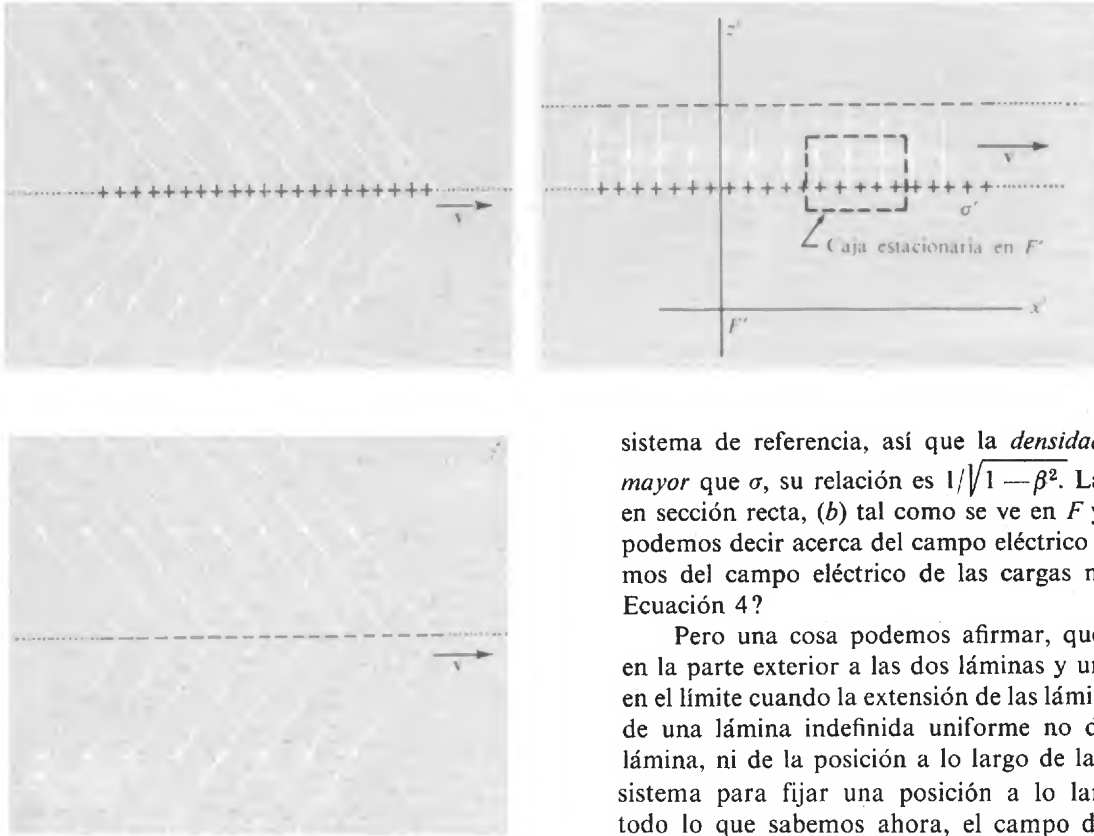 + + + + + + + + + + + + + + + + + + + + +
v
z'
v
+ + + + + + + + + + + + + + + + + + + + + + + +
σ'
Caja estacionaria en F'
x'
F'
v
sistema de referencia, así que la densidad
mayor que σ, su relación es 1/√1 — β². La
en sección recta, (b) tal como se ve en F y
podemos decir acerca del campo eléctrico
mos del campo eléctrico de las cargas
Ecuación 4?
Pero una cosa podemos afirmar, que
en la parte exterior a las dos láminas y
en el límite cuando la extensión de las
de una lámina indefinida uniforme no
lámina, ni de la posición a lo largo de
sistema para fijar una posición a lo
todo lo que sabemos ahora, el campo